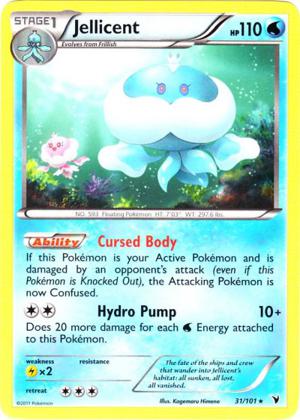 STAGE1
Jellicent
HP110
Evolves from Frillish
NO. 593 Floating Pokémon HT: 7'03" WT: 297.6 lbs.
Ability Cursed Body
If this Pokémon is your Active Pokémon and is
damaged by an opponent's attack (even if this
Pokémon is Knocked Out), the Attacking Pokémon is
now Confused.
Hydro Pump 10+
Does 20 more damage for each Energy attached
to this Pokémon.
weakness
resistance
×2
retreat
The fate of the ships and crew
that wander into Jellicent's
habitat: all sunken, all lost,
all vanished.
Illus. Kagemaru Himeno
31/101 ★
©2011 Pokémon